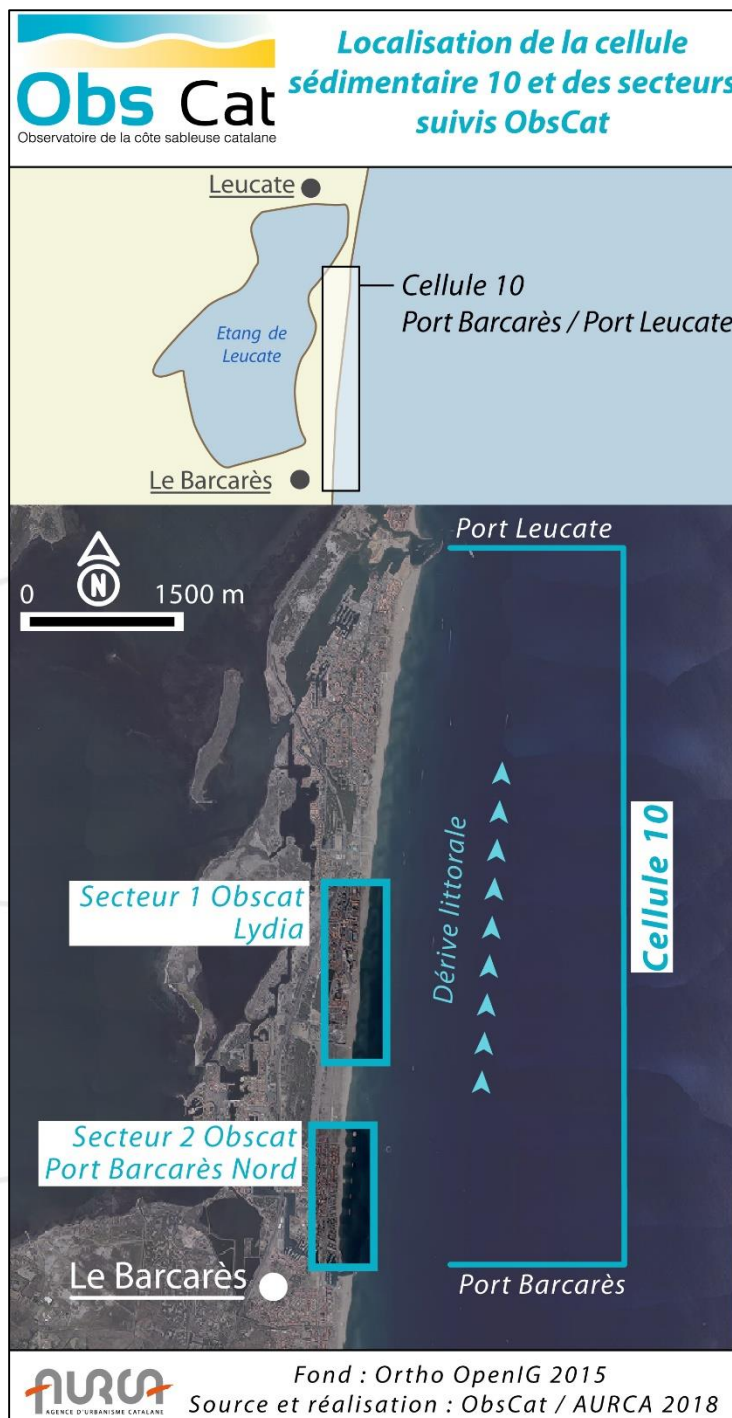 Obs Cat
Observatoire de la côte sableuse catalane
Localisation de la cellule
sédimentaire 10 et des secteurs
suivis ObsCat
Leucate
Cellule 10
Port Barcarès / Port Leucate
Etang de
Leucate
Le Barcarès
Port Leucate
N
0 1500 m
Dérive littorale
Cellule 10
Secteur 1 Obscat
Lydia
Secteur 2 Obscat
Port Barcarès Nord
Le Barcarès
Port Barcarès
AURCA
AGENCE D'URBANISME CATALANE
Fond : Ortho OpenIG 2015
Source et réalisation : ObsCat / AURCA 2018